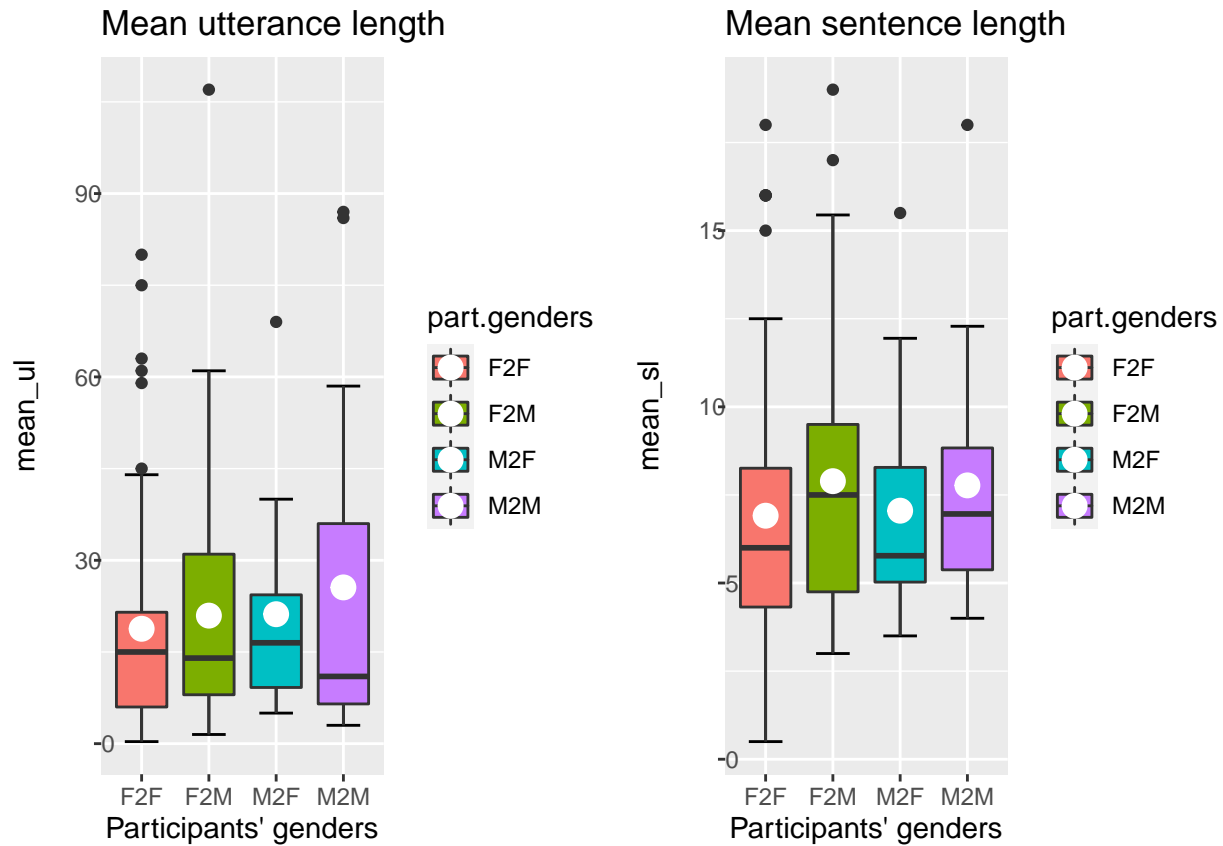 Mean utterance length
90
60
30
0
mean_ul
F2F F2M M2F M2M
Participants' genders
part.genders
F2F
F2M
M2F
M2M
Mean sentence length
15
10
5
0
mean_sl
F2F F2M M2F M2M
Participants' genders
part.genders
F2F
F2M
M2F
M2M